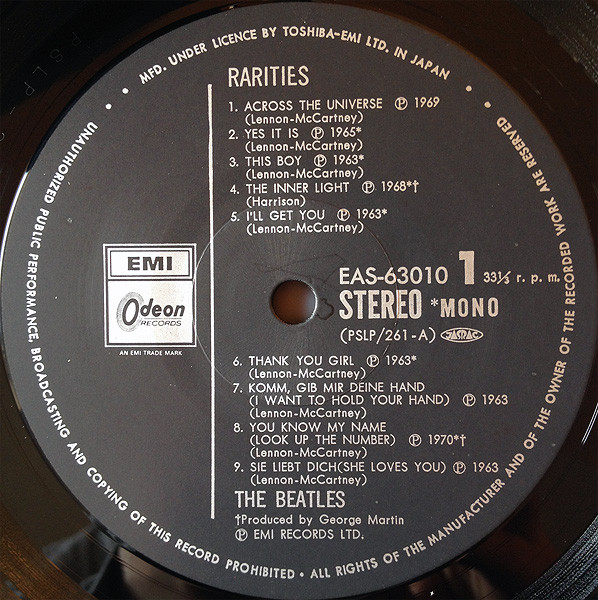 MFD. UNDER LICENCE BY TOSHIBA-EMI LTD. IN JAPAN
RARITIES
1. ACROSS THE UNIVERSE ℗ 1969
(Lennon-McCartney)
2. YES IT IS ℗ 1965*
(Lennon-McCartney)
3. THIS BOY ℗ 1963*
(Lennon-McCartney)
4. THE INNER LIGHT ℗ 1968*†
(Harrison)
5. I'LL GET YOU ℗ 1963*
(Lennon-McCartney)
EMI
Odeon
RECORDS
AN EMI TRADE MARK
EAS-63010 1 33⅓ r. p. m.
STEREO *MONO
(PSLP/261-A) JASRAC
6. THANK YOU GIRL ℗ 1963*
(Lennon-McCartney)
7. KOMM, GIB MIR DEINE HAND
(I WANT TO HOLD YOUR HAND) ℗ 1963
(Lennon-McCartney)
8. YOU KNOW MY NAME
(LOOK UP THE NUMBER) ℗ 1970*†
(Lennon-McCartney)
9. SIE LIEBT DICH(SHE LOVES YOU) ℗ 1963
(Lennon-McCartney)
THE BEATLES
†Produced by George Martin
℗ EMI RECORDS LTD.
UNAUTHORIZED PUBLIC PERFORMANCE, BROADCASTING AND COPYING OF THIS RECORD PROHIBITED • ALL RIGHTS OF THE MANUFACTURER AND OF THE OWNER OF THE RECORDED WORK ARE RESERVED